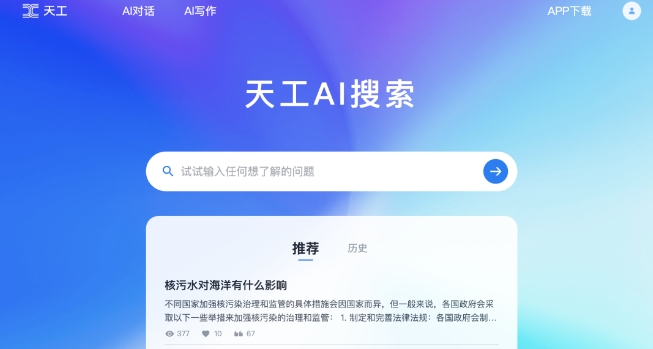 天工
AI对话
AI写作
APP下载
天工AI搜索
试试输入任何想了解的问题
推荐
历史
核污水对海洋有什么影响
不同国家加强核污染治理和监管的具体措施会因国家而异，但一般来说，各国政府会采
取以下一些举措来加强核污染的治理和监管： 1. 制定和完善法律法规：各国政府会制...
377
10
67